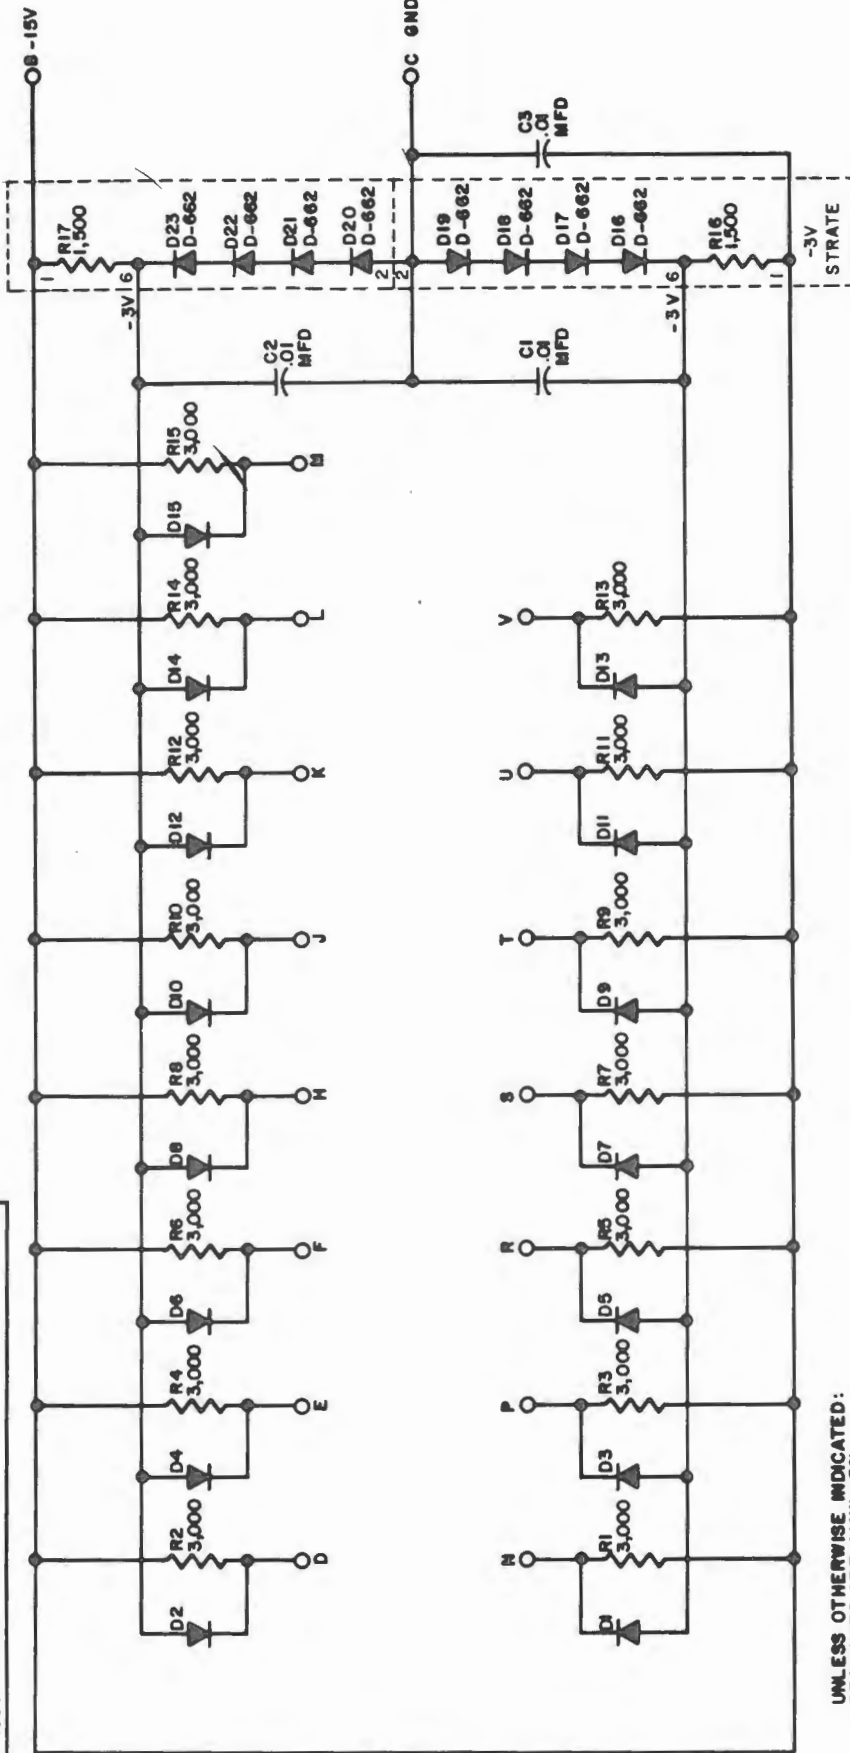 B -15V
C GND
R17
1,500
1
6
-3V
D23
D-662
D22
D-662
D21
D-662
D20
D-662
2
2
D19
D-662
D18
D-662
D17
D-662
D16
D-662
6
-3V
R16
1,500
1
-3V
STRATE
C3
.01
MFD
C2
.01
MFD
C1
.01
MFD
R15
3,000
D15
M
R14
3,000
D14
L
R12
3,000
D12
K
R10
3,000
D10
J
R8
3,000
D8
H
R6
3,000
D6
F
R4
3,000
D4
E
R2
3,000
D2
D
V
R13
3,000
D13
U
R11
3,000
D11
T
R9
3,000
D9
S
R7
3,000
D7
R
R5
3,000
D5
P
R3
3,000
D3
N
R1
3,000
D1
UNLESS OTHERWISE INDICATED: